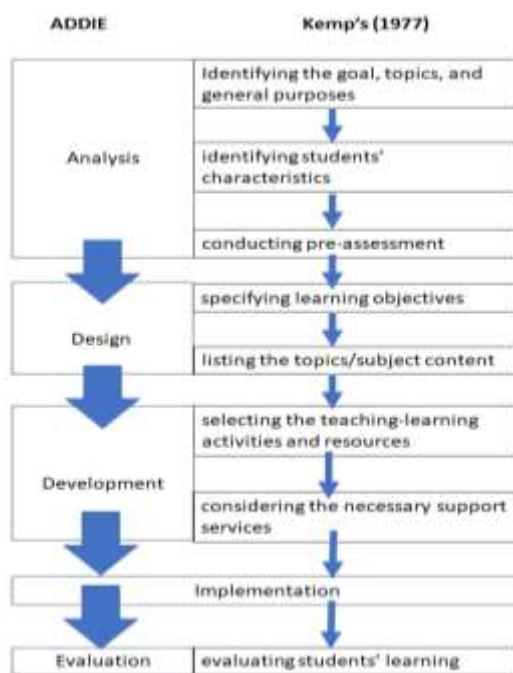 ADDIE
Kemp's (1977)
Analysis
Identifying the goal, topics, and
general purposes
identifying students'
characteristics
conducting pre-assessment
Design
specifying learning objectives
listing the topics/subject content
Development
selecting the teaching-learning
activities and resources
considering the necessary support
services
Implementation
Evaluation
evaluating students' learning